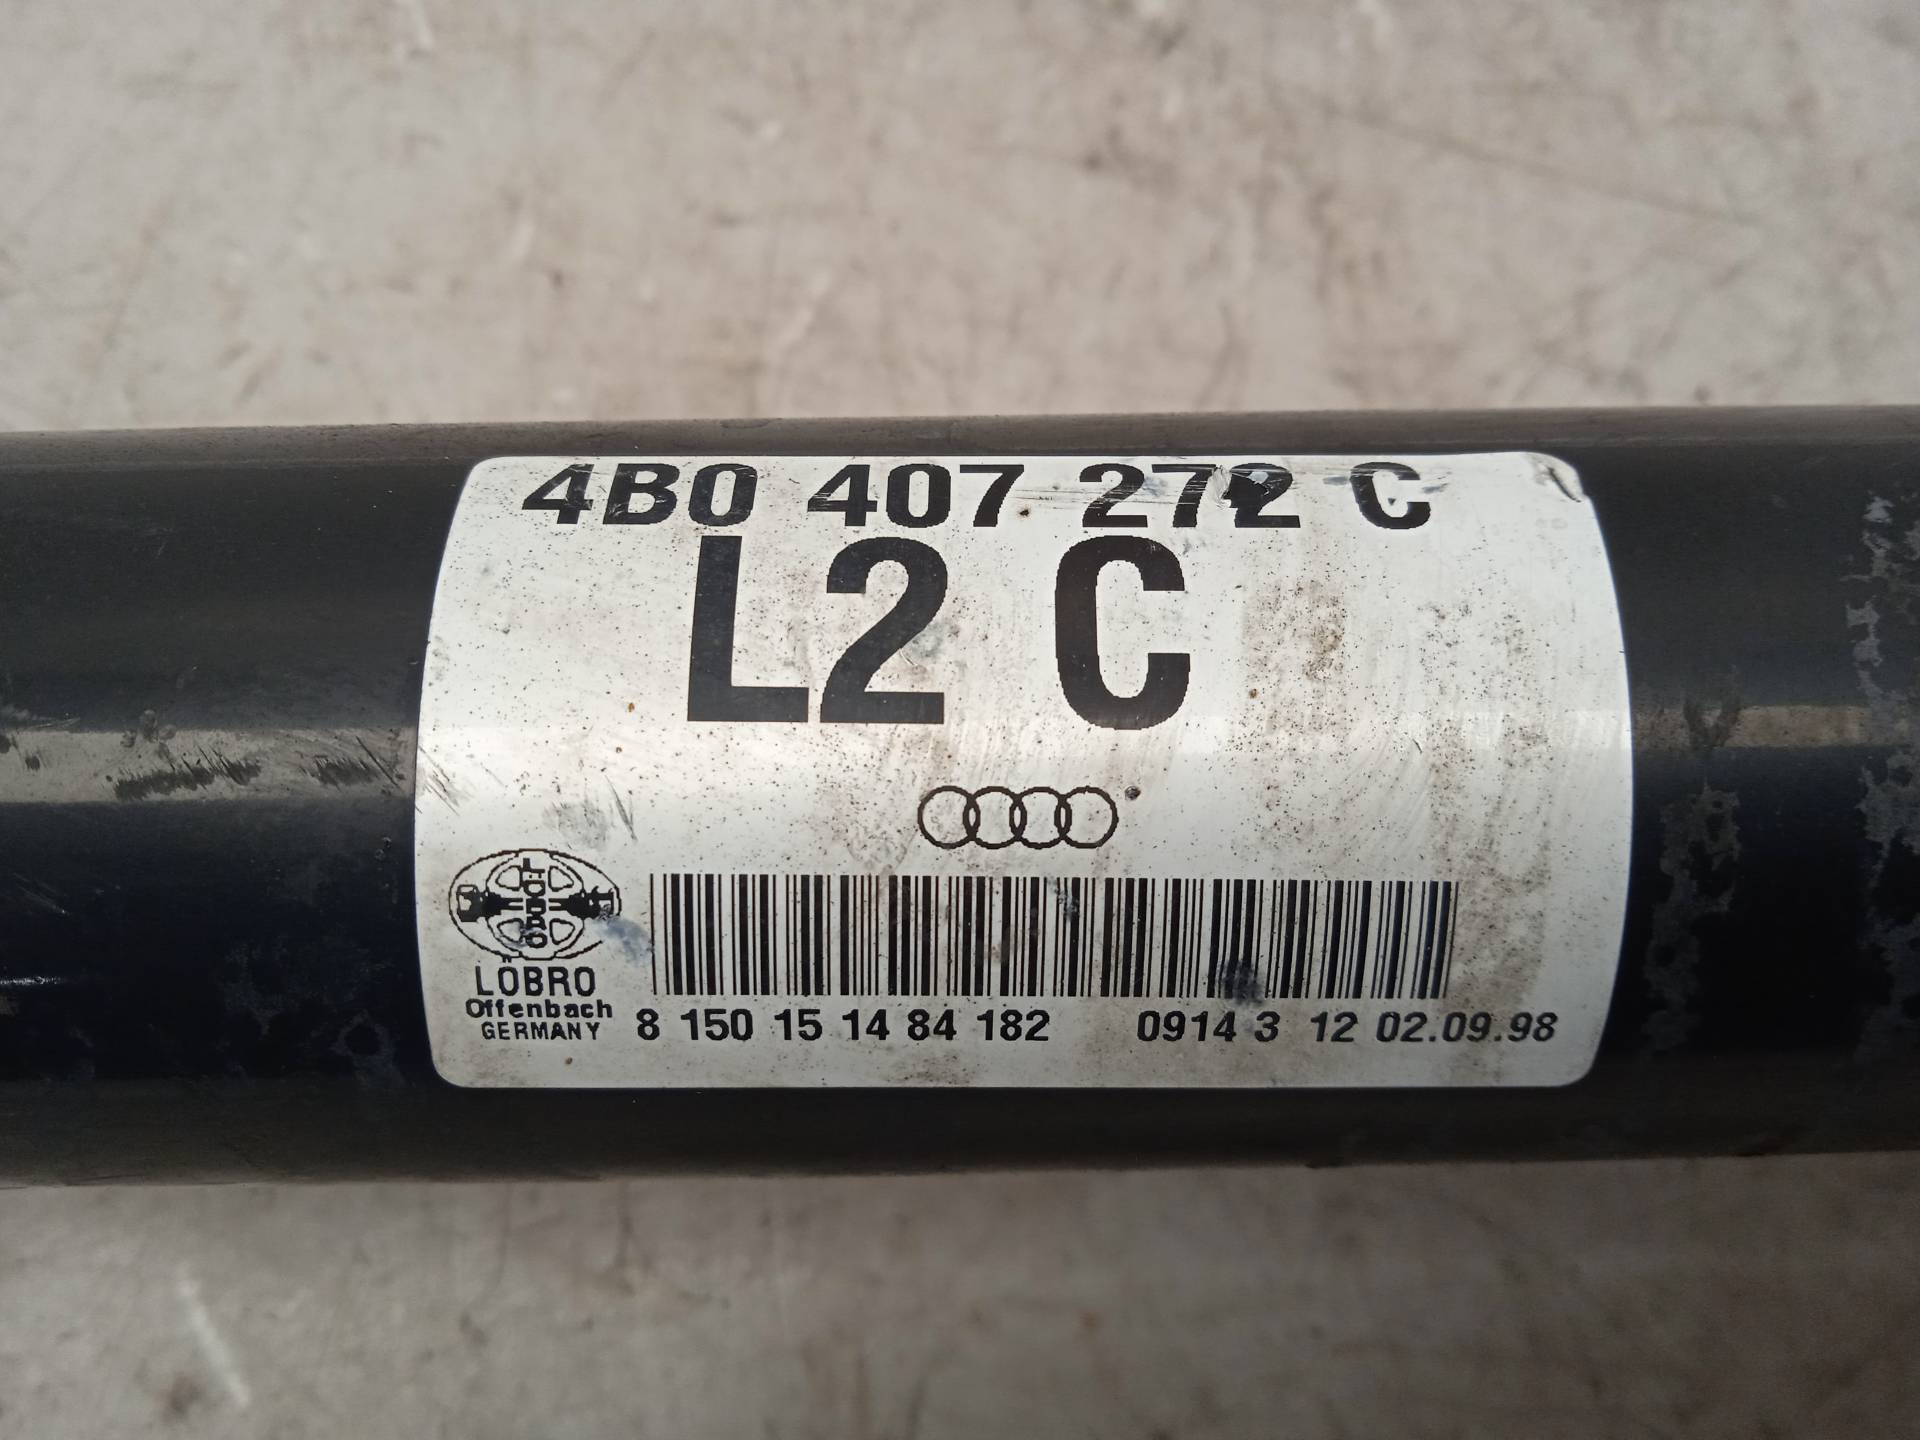 4B0 407 272 C
L2 C
LÖBRO
LÖBRO
Offenbach
GERMANY
8 150 15 14 84 182 0914 3 12 02.09.98